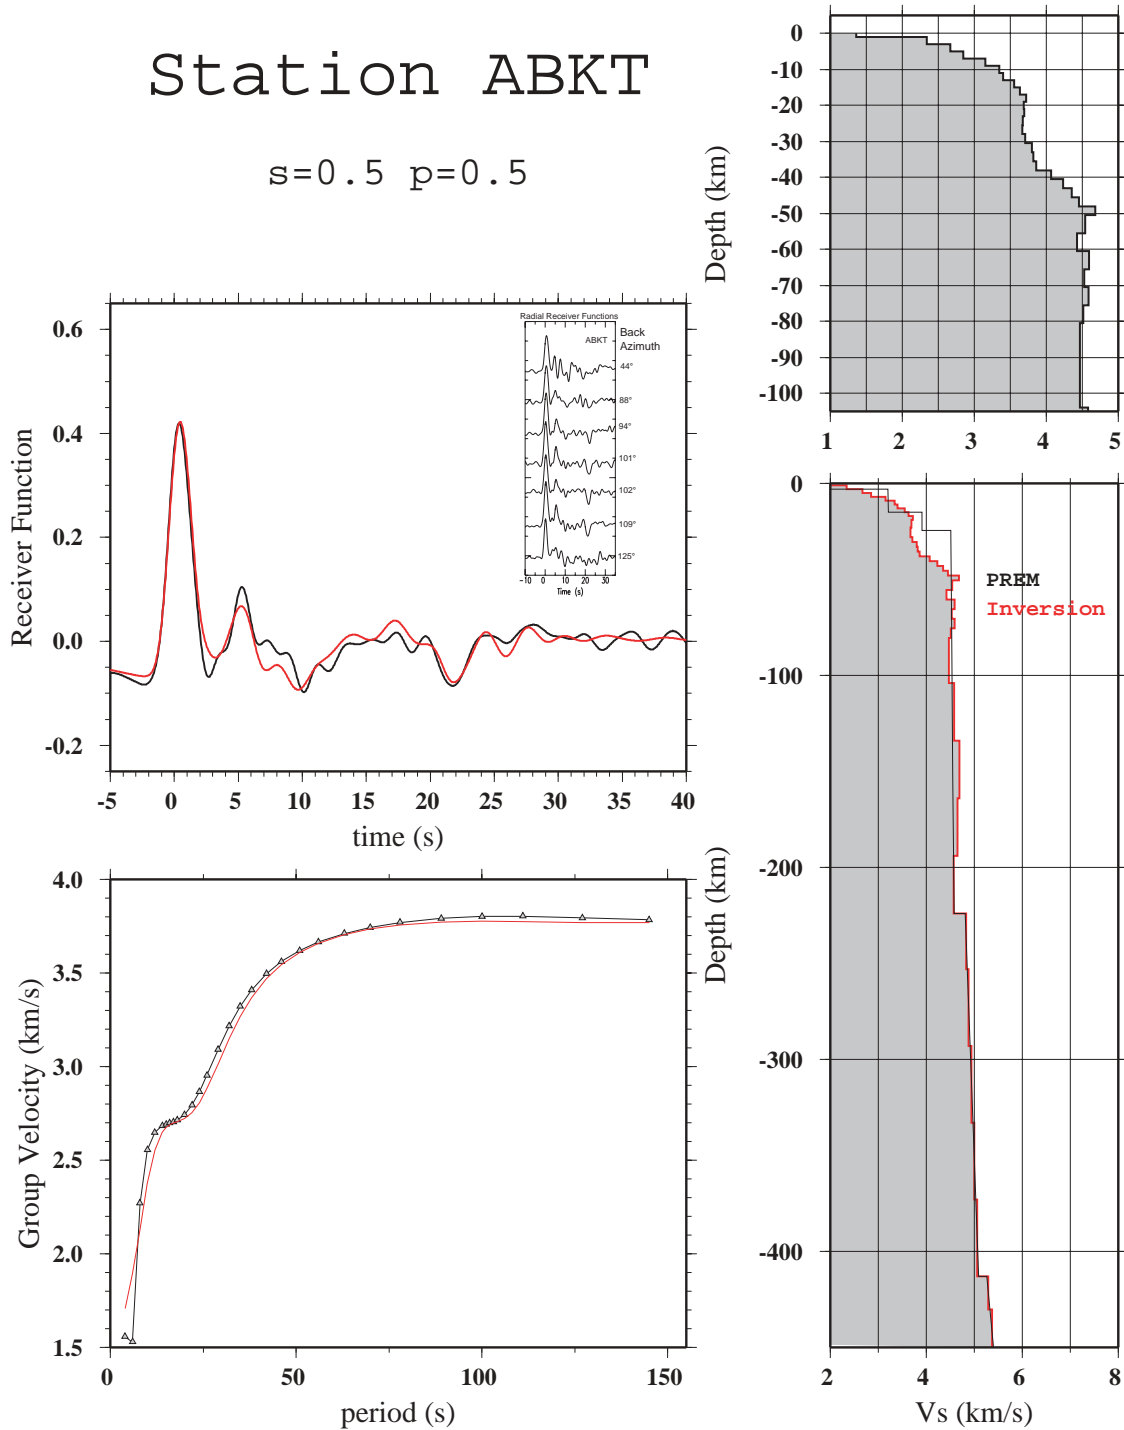 Station ABKT
s=0.5 p=0.5
0
-10
-20
-30
-40
-50
-60
-70
-80
-90
-100
Depth (km)
1 2 3 4 5
0.6
0.4
0.2
0.0
-0.2
Receiver Function
-5 0 5 10 15 20 25 30 35 40
time (s)
Radial Receiver Functions
ABKT
Back
Azimuth
44°
88°
94°
101°
102°
109°
125°
-10 0 10 20 30
Time (s)
4.0
3.5
3.0
2.5
2.0
1.5
Group Velocity (km/s)
0 50 100 150
period (s)
0
-100
-200
-300
-400
Depth (km)
PREM
Inversion
2 4 6 8
Vs (km/s)